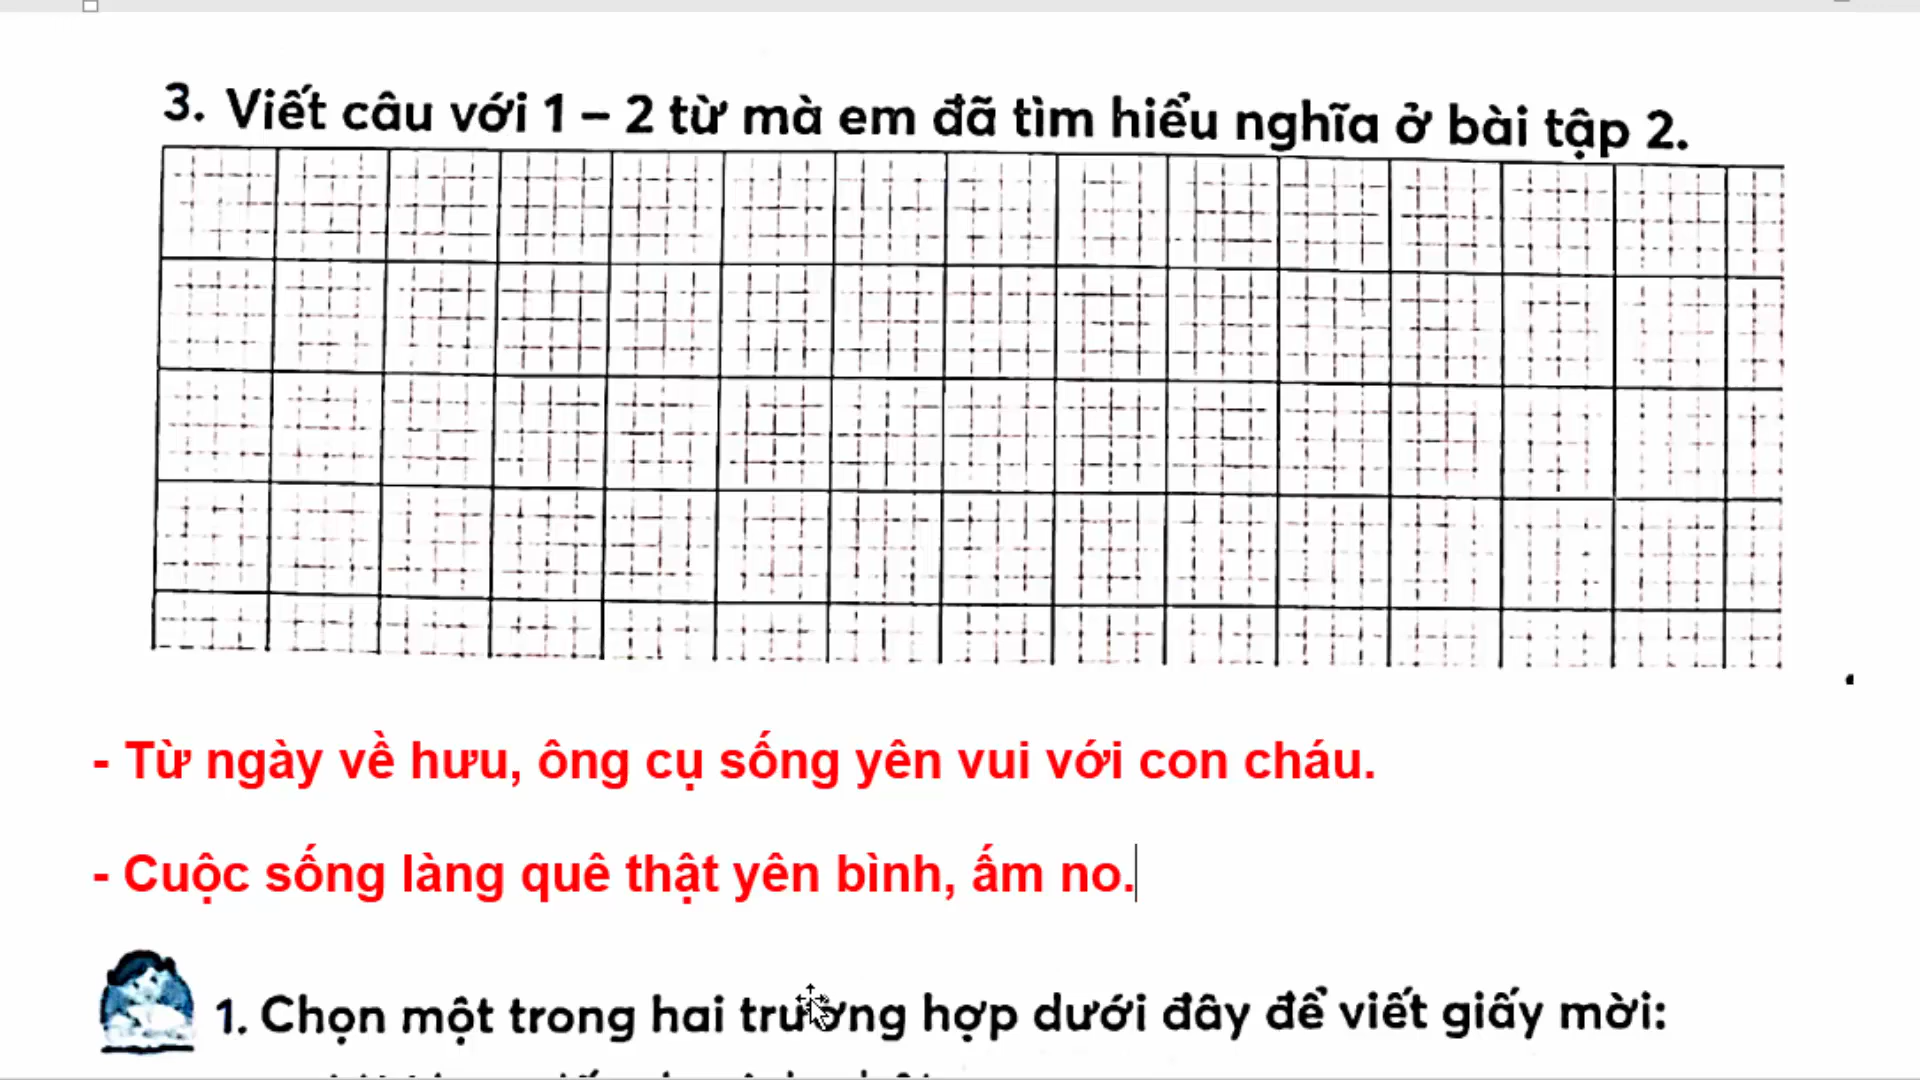 3. Viết câu với 1 – 2 từ mà em đã tìm hiểu nghĩa ở bài tập 2.
- Từ ngày về hưu, ông cụ sống yên vui với con cháu.
- Cuộc sống làng quê thật yên bình, ấm no.
1. Chọn một trong hai trường hợp dưới đây để viết giấy mời: